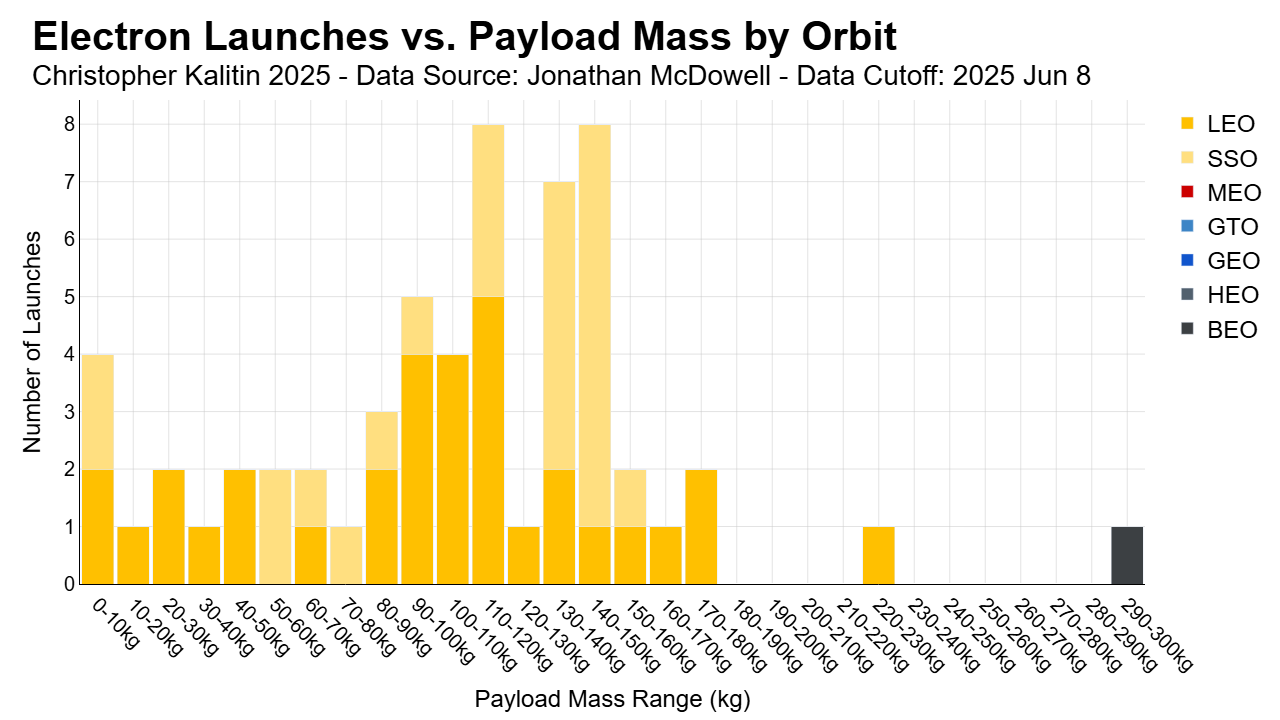 Electron Launches vs. Payload Mass by Orbit
Christopher Kalitin 2025 - Data Source: Jonathan McDowell - Data Cutoff: 2025 Jun 8
Number of Launches
8
7
6
5
4
3
2
1
0
LEO
SSO
MEO
GTO
GEO
HEO
BEO
0-10kg
10-20kg
20-30kg
30-40kg
40-50kg
50-60kg
60-70kg
70-80kg
80-90kg
90-100kg
100-110kg
110-120kg
120-130kg
130-140kg
140-150kg
150-160kg
160-170kg
170-180kg
180-190kg
190-200kg
200-210kg
210-220kg
220-230kg
230-240kg
240-250kg
250-260kg
260-270kg
270-280kg
280-290kg
290-300kg
Payload Mass Range (kg)